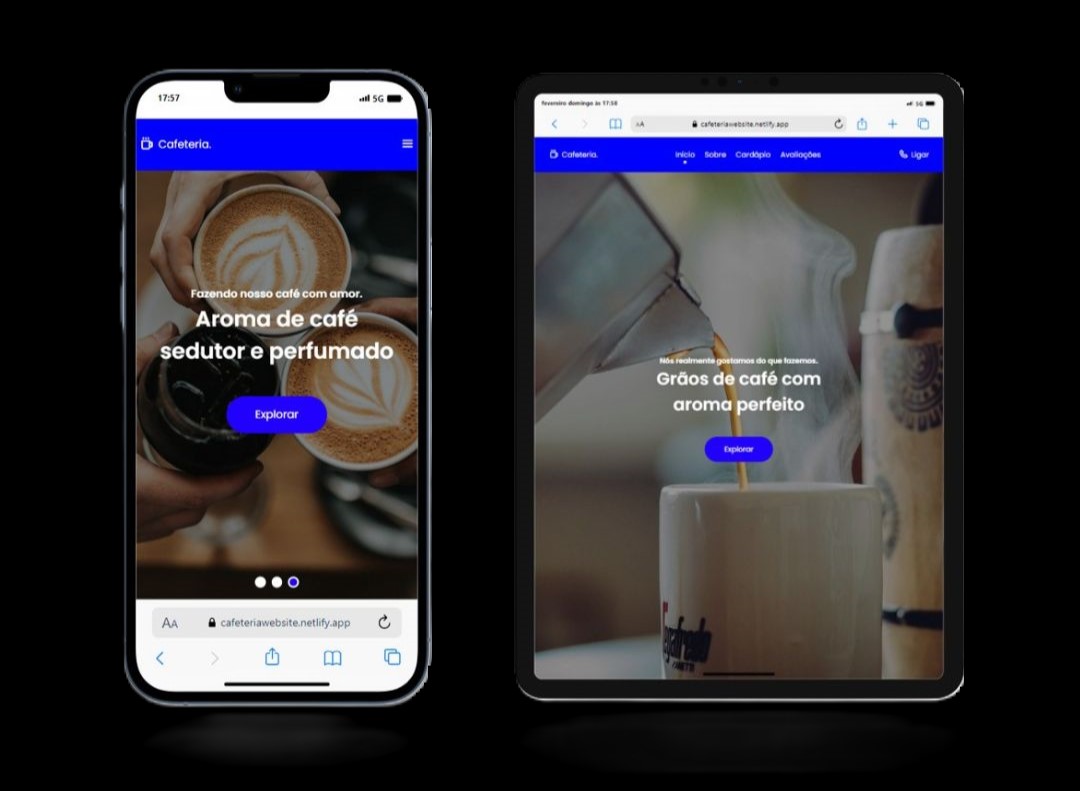 17:57
5G
Cafeteria.
Fazendo nosso café com amor.
Aroma de café
sedutor e perfumado
Explorar
AA
cafeteriawebsite.netlify.app
fevereiro domingo às 17:56
5G
AA
cafeteriawebsite.netlify.app
Cafeteria.
Início Sobre Cardápio Avaliações
Ligar
Nós realmente gostamos do que fazemos.
Grãos de café com
aroma perfeito
Explorar